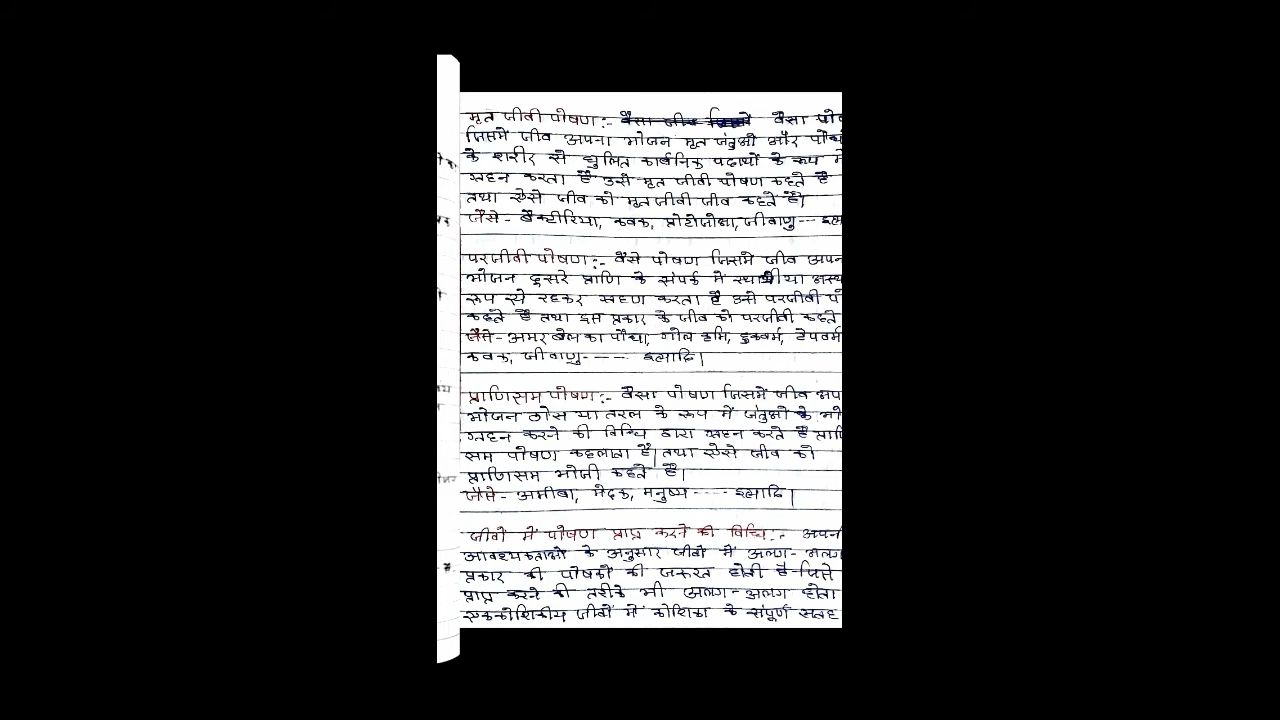 मृत जीवी पोषण :- वैसा पोष
जिसमें जीव अपना भोजन मृत जंतुओं और पौधों
के शरीर से घुलित कार्बनिक पदार्थों के रूप में
ग्रहन करता है उसे मृत जीवी पोषण कहते है
तथा ऐसे जीव को मृतजीवी जीव कहते है।
जैसे - बैक्टीरिया, कवक, प्रोटोजोआ, जीवाणु --- इत्या
परजीवी पोषण :- वैसे पोषण जिसमें जीव अपन
भोजन दुसरे प्राणि के संपर्क में स्थायी या अस्थ
रूप से रहकर ग्रहण करता है उसे परजीवी पो
कहते है तथा इस प्रकार के जीव को परजीवी कहते
जैसे - अमर बेल का पौधा, गोल कृमि, हुकवर्म, टेपवर्म
कवक, जीवाणु ---- इत्यादि।
प्राणिसम पोषण :- वैसा पोषण जिसमें जीव अप
भोजन ठोस या तरल के रूप में जंतुओं के भो
ग्रहन करने की विधि द्वारा ग्रहन करते है प्राणि
सम पोषण कहलाता है। तथा ऐसे जीव को
प्राणिसम भोजी कहते है।
जैसे - अमीबा, मेढक, मनुष्य ---- इत्यादि।
जीवों में पोषण प्राप्त करने की विधि :- अपनी
आवश्यकताओं के अनुसार जीवों में अलग - अलग
प्रकार की पोषकों की जरूरत होती है जिसे
प्राप्त करने की तरीके भी अलग - अलग होता
एककोशिकीय जीवों में कोशिका के संपूर्ण सतह